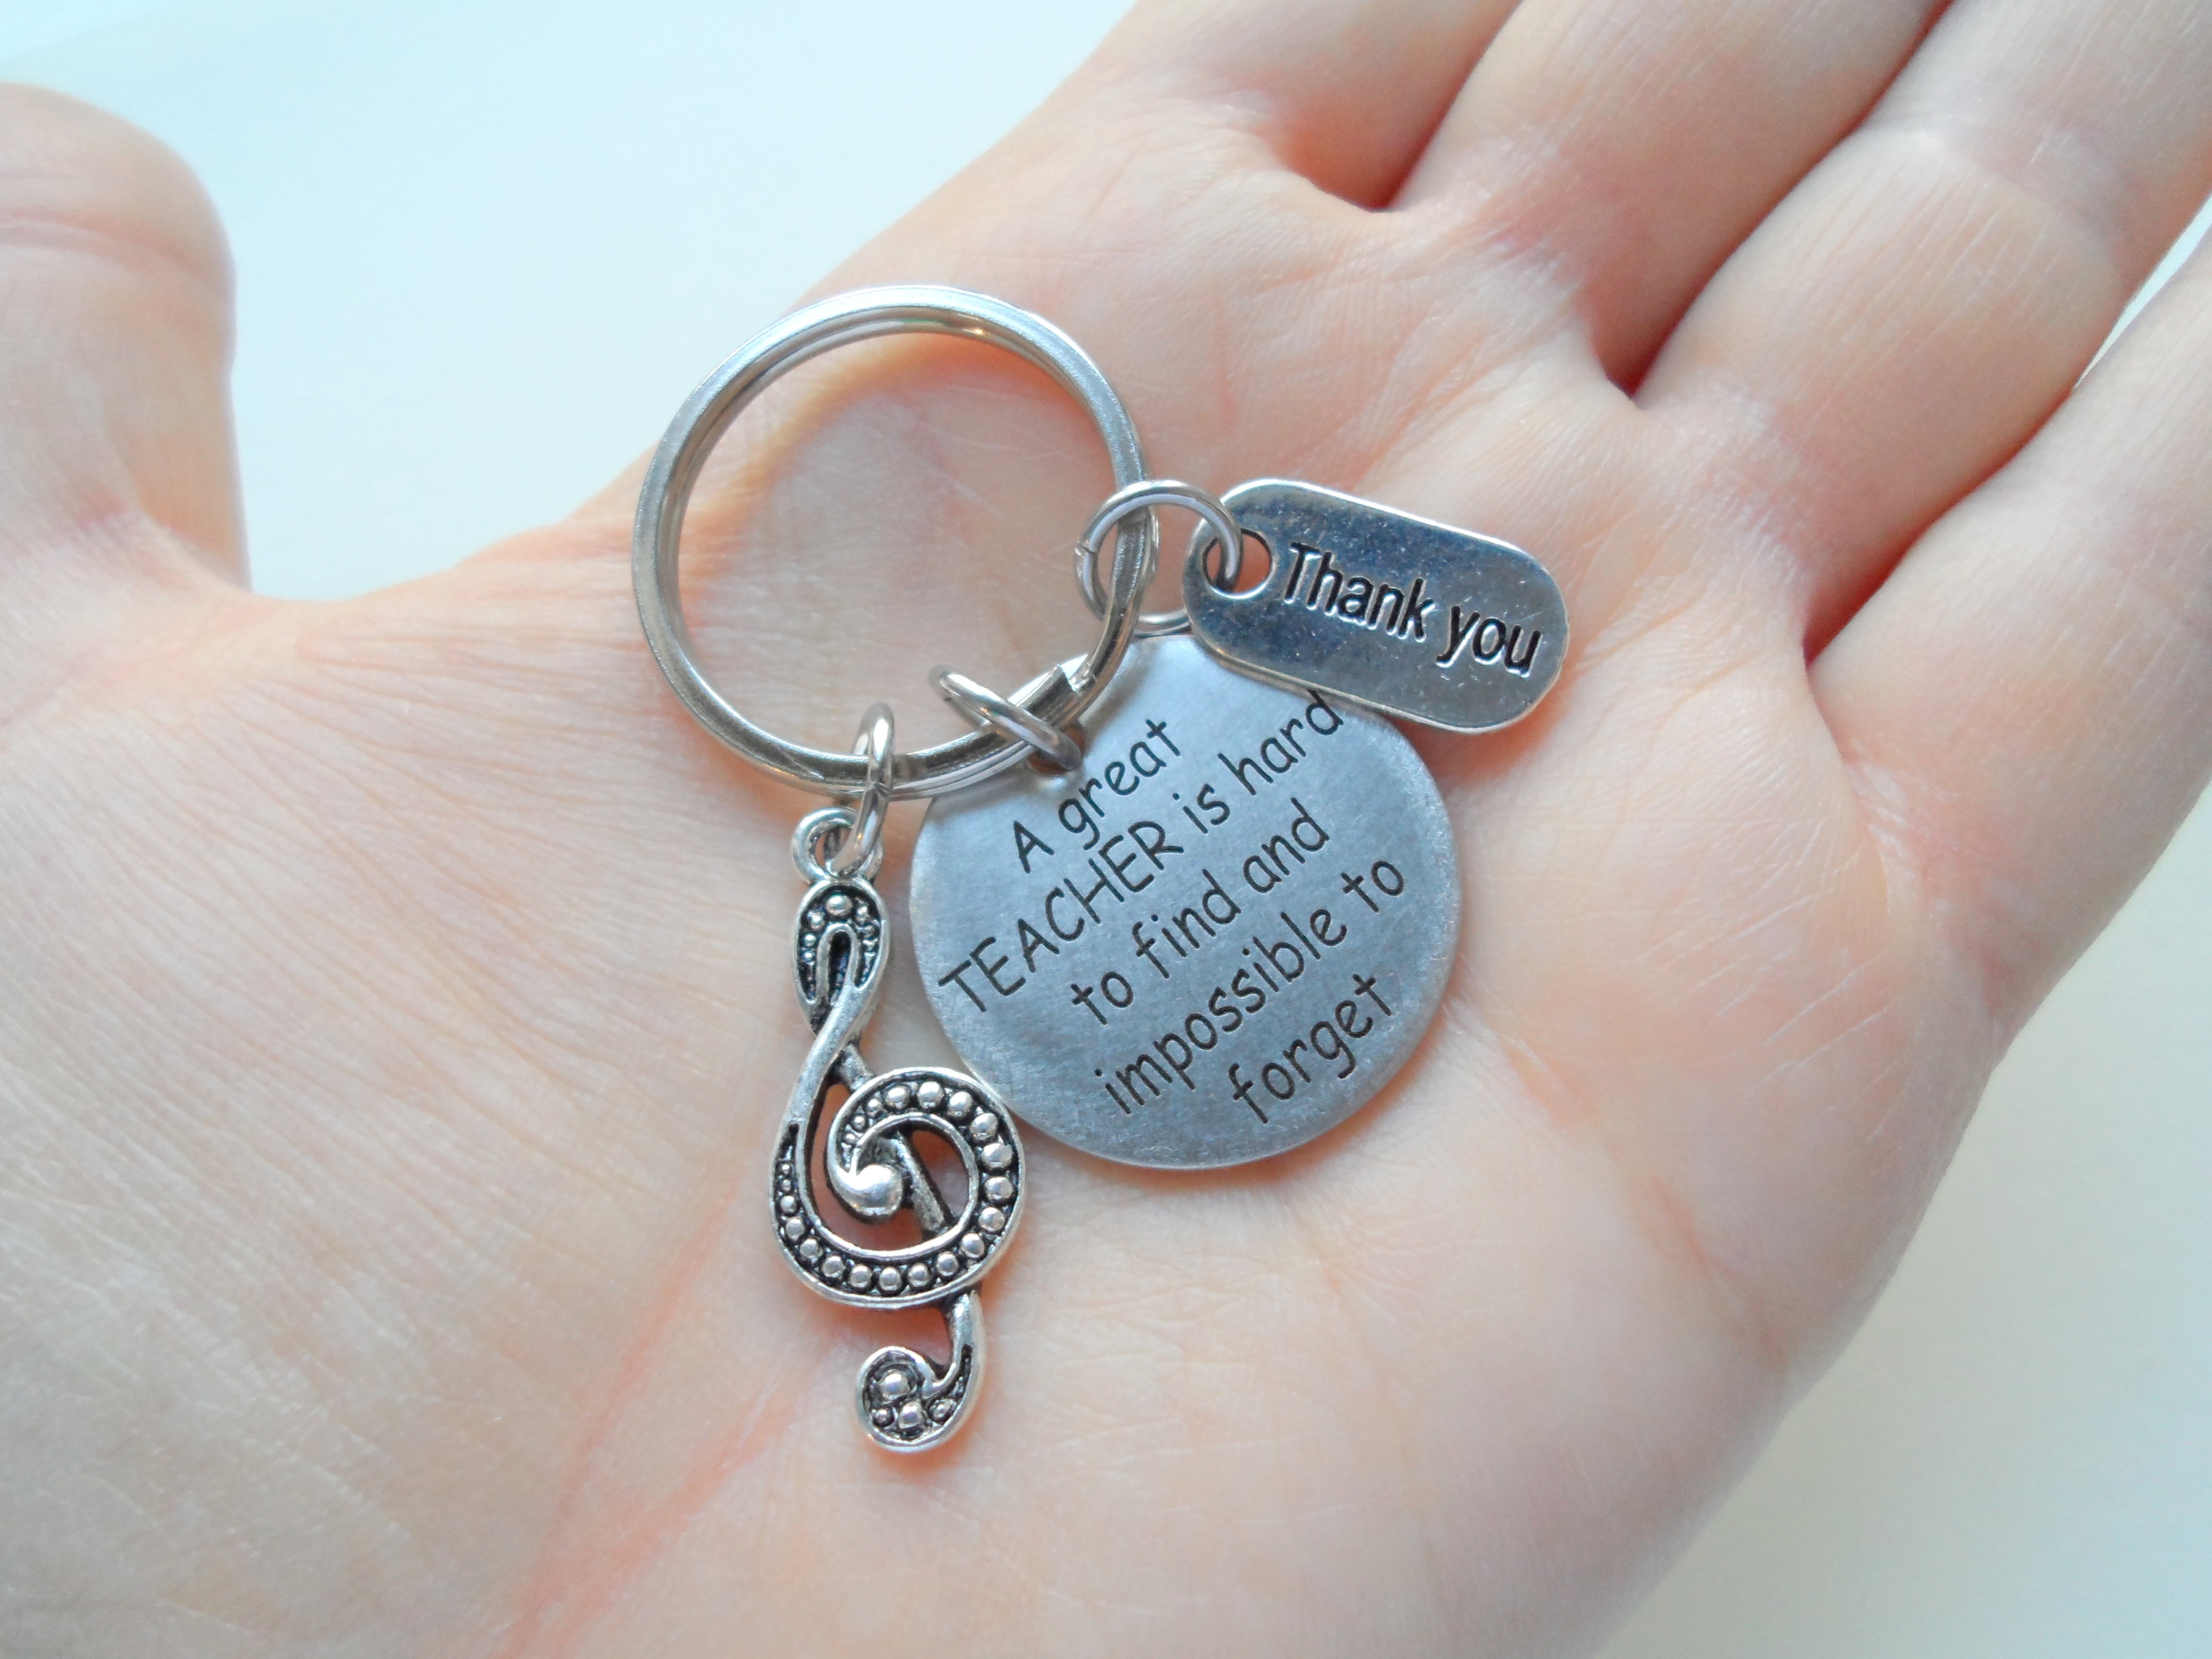 Thank you
A great
TEACHER is hard
to find and
impossible to
forget